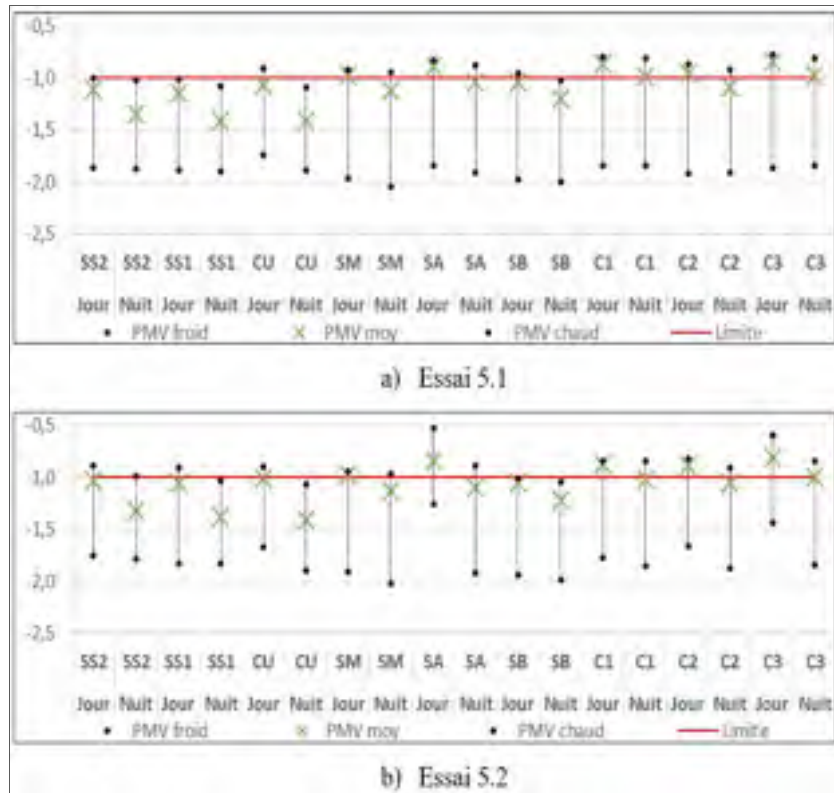 -0,5
-1,0
-1,5
-2,0
-2,5
SS2 SS2 SS1 SS1 CU CU SM SM SA SA SB SB C1 C1 C2 C2 C3 C3
Jour Nuit Jour Nuit Jour Nuit Jour Nuit Jour Nuit Jour Nuit Jour Nuit Jour Nuit Jour Nuit
PMV froid PMV moy PMV chaud Limite
a) Essai 5.1
-0,5
-1,0
-1,5
-2,0
-2,5
SS2 SS2 SS1 SS1 CU CU SM SM SA SA SB SB C1 C1 C2 C2 C3 C3
Jour Nuit Jour Nuit Jour Nuit Jour Nuit Jour Nuit Jour Nuit Jour Nuit Jour Nuit Jour Nuit
PMV froid PMV moy PMV chaud Limite
b) Essai 5.2